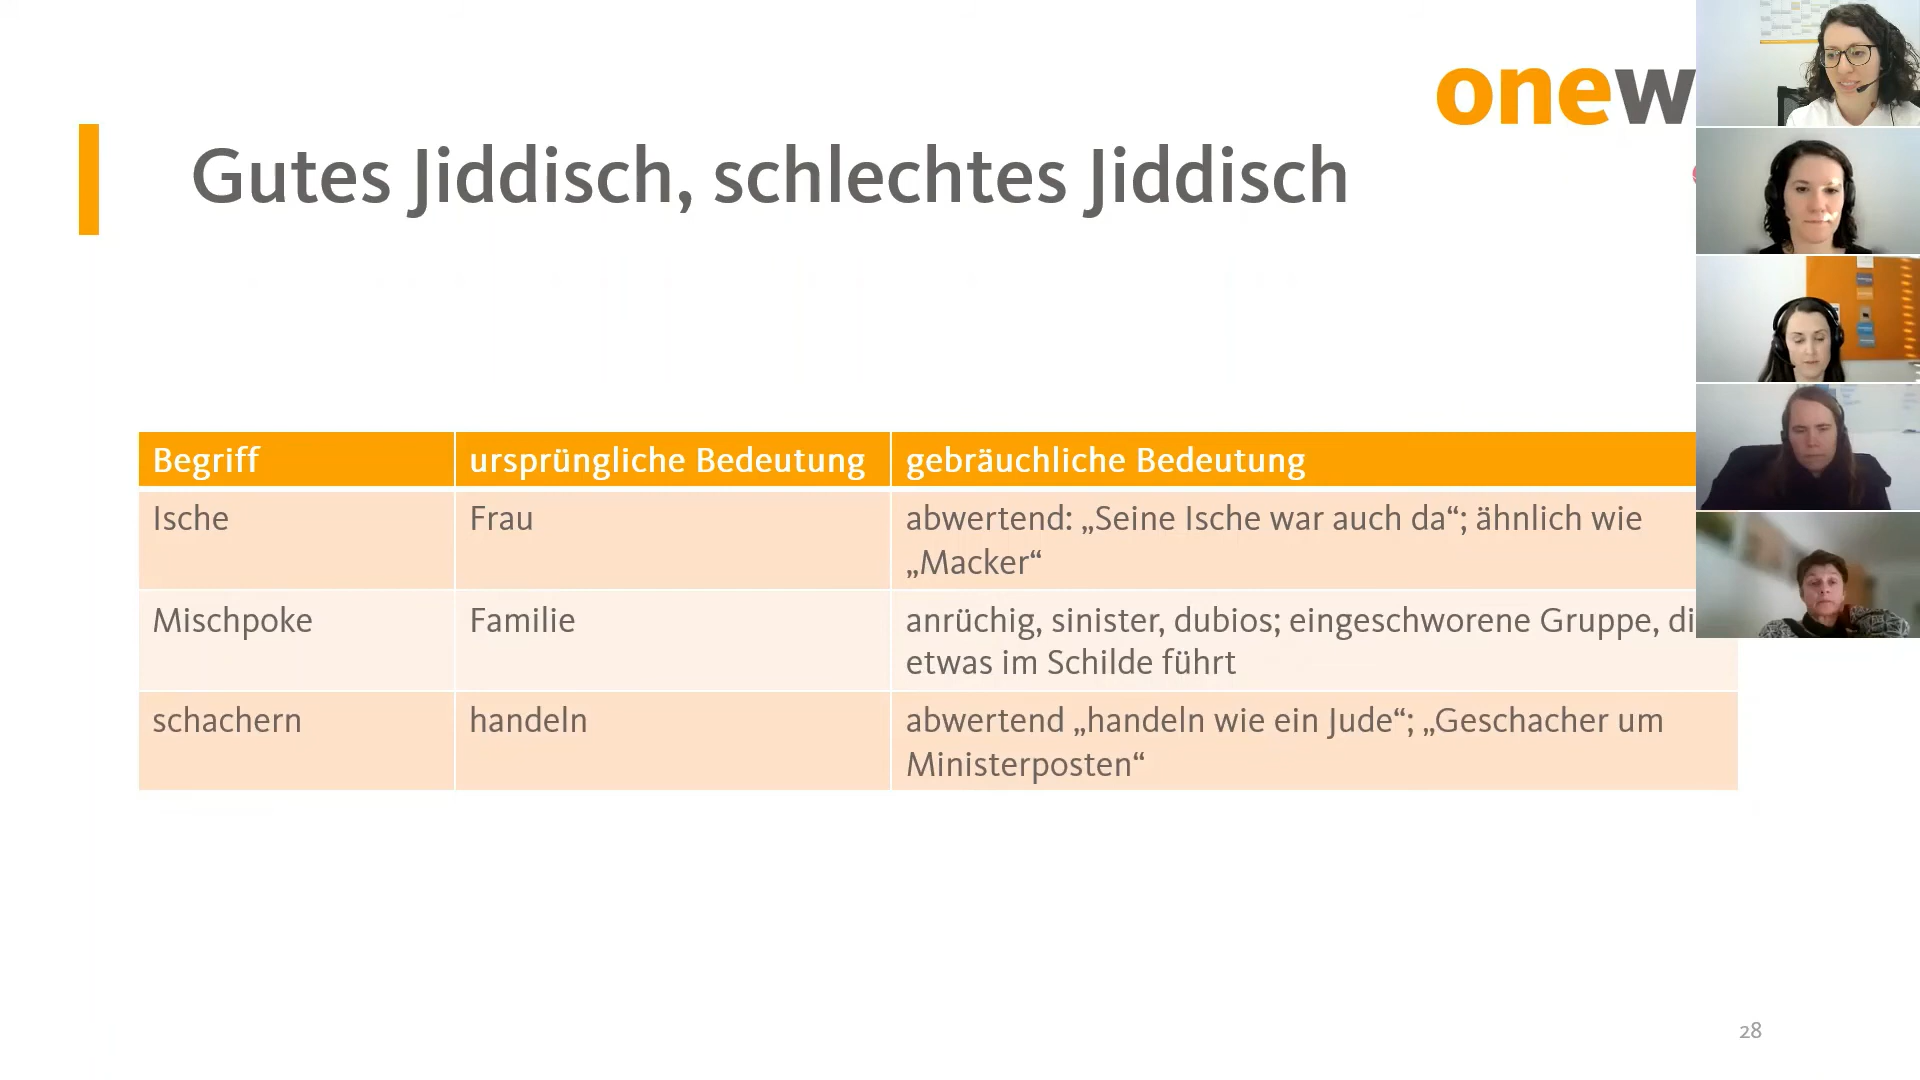 onew
Gutes Jiddisch, schlechtes Jiddisch
Begriff ursprüngliche Bedeutung gebräuchliche Bedeutung
Ische Frau abwertend: „Seine Ische war auch da“; ähnlich wie
„Macker“
Mischpoke Familie anrüchig, sinister, dubios; eingeschworene Gruppe, di
etwas im Schilde führt
schachern handeln abwertend „handeln wie ein Jude“; „Geschacher um
Ministerposten“
28